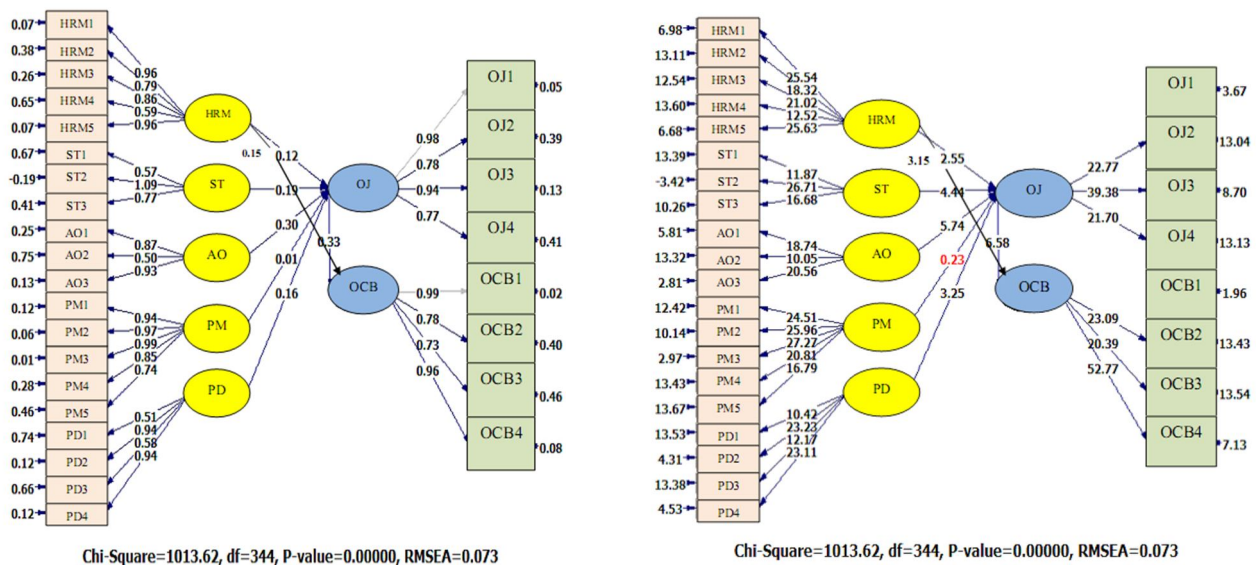 0.07 HRM1
0.38 HRM2
0.26 HRM3
0.65 HRM4
0.07 HRM5
0.67 ST1
-0.19 ST2
0.41 ST3
0.25 AO1
0.75 AO2
0.13 AO3
0.12 PM1
0.06 PM2
0.01 PM3
0.28 PM4
0.46 PM5
0.74 PD1
0.12 PD2
0.66 PD3
0.12 PD4
0.96
0.79
0.86
0.59
0.96
0.57
1.09
0.77
0.87
0.50
0.93
0.94
0.97
0.99
0.85
0.74
0.51
0.94
0.58
0.94
HRM
ST
AO
PM
PD
0.15
0.12
0.19
0.30
0.01
0.16
0.33
OJ
OCB
0.98
0.78
0.94
0.77
0.99
0.78
0.73
0.96
OJ1 0.05
OJ2 0.39
OJ3 0.13
OJ4 0.41
OCB1 0.02
OCB2 0.40
OCB3 0.46
OCB4 0.08
Chi-Square=1013.62, df=344, P-value=0.00000, RMSEA=0.073
6.98 HRM1
13.11 HRM2
12.54 HRM3
13.60 HRM4
6.68 HRM5
13.39 ST1
-3.42 ST2
10.26 ST3
5.81 AO1
13.32 AO2
2.81 AO3
12.42 PM1
10.14 PM2
2.97 PM3
13.43 PM4
13.67 PM5
13.53 PD1
4.31 PD2
13.38 PD3
4.53 PD4
25.54
18.32
21.02
12.52
25.63
11.87
26.71
16.68
18.74
10.05
20.56
24.51
25.96
27.27
20.81
16.79
10.42
23.23
12.17
23.11
HRM
ST
AO
PM
PD
3.15
2.55
4.44
5.74
0.23
3.25
6.58
OJ
OCB
22.77
39.38
21.70
23.09
20.39
52.77
OJ1 3.67
OJ2 13.04
OJ3 8.70
OJ4 13.13
OCB1 1.96
OCB2 13.43
OCB3 13.54
OCB4 7.13
Chi-Square=1013.62, df=344, P-value=0.00000, RMSEA=0.073